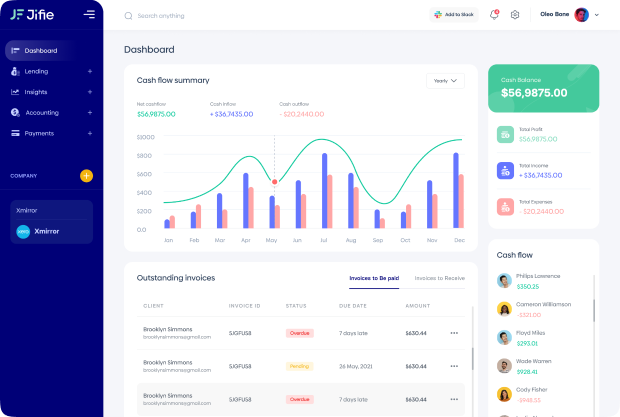 Jifie
Search anything
Add to Slack
Oleo Bone
Dashboard
Lending
Insights
Accounting
Payments
COMPANY
Xmirror
Xmirror
Dashboard
Cash flow summary
Yearly
Net cashflow
Cash inflow
Cash outflow
$56,9875.00
+$36,7435.00
-$20,2440.00
$1000
$800
$600
$400
$200
0.0
Jan Feb Mar Apr May Jun Jul Aug Sep Oct Nov Dec
Cash Balance
$56,9875.00
Total Profit
$56,9875.00
Total Income
+$36,7435.00
Total Expenses
-$20,2440.00
Outstanding invoices
Invoices to Be paid
Invoices to Receive
CLIENT INVOICE ID STATUS DUE DATE AMOUNT
Brooklyn Simmons
brooklynsimmons@gmail.com
SJGFUS8 Overdue 7 days late $630.44
Brooklyn Simmons
brooklynsimmons@gmail.com
SJGFUS8 Pending 26 May, 2021 $630.44
Brooklyn Simmons
brooklynsimmons@gmail.com
SJGFUS8 Overdue 7 days late $630.44
Cash flow
Philips Lawrence
$350.25
Cameron Williamson
-$721.00
Floyd Miles
$293.01
Wade Warren
$928.41
Cody Fisher
-$948.55